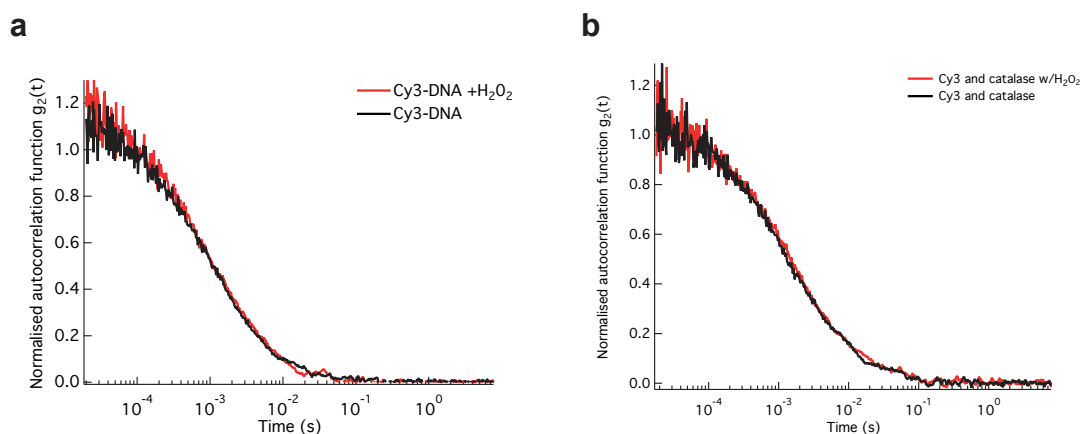 a
Normalised autocorrelation function g₂(t)
1.2
1.0
0.8
0.6
0.4
0.2
0.0
Cy3-DNA +H₂O₂
Cy3-DNA
10⁻⁴ 10⁻³ 10⁻² 10⁻¹ 10⁰
Time (s)
b
Normalised autocorrelation function g₂(t)
1.2
1.0
0.8
0.6
0.4
0.2
0.0
Cy3 and catalase w/H₂O₂
Cy3 and catalase
10⁻⁴ 10⁻³ 10⁻² 10⁻¹ 10⁰
Time (s)